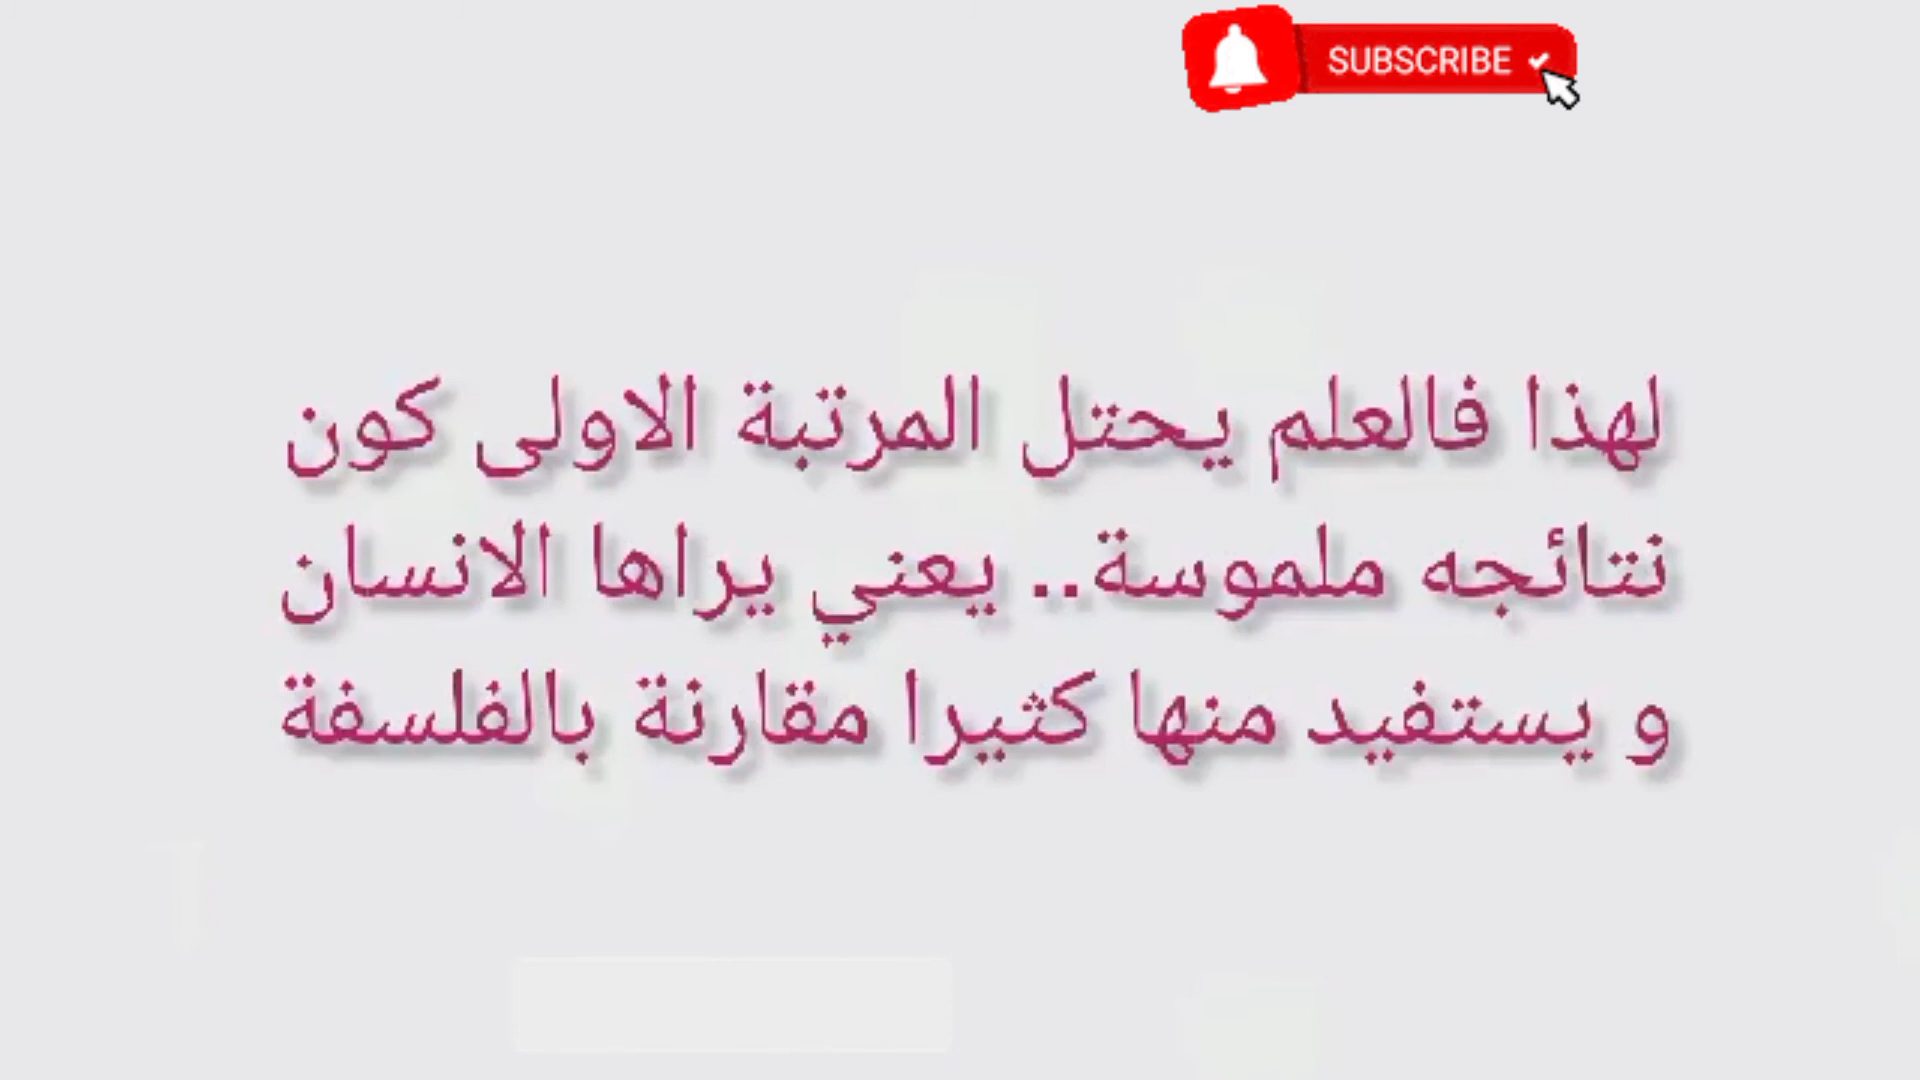 SUBSCRIBE
لهذا فالعلم يحتل المرتبة الاولى كون
نتائجه ملموسة.. يعني يراها الانسان
و يستفيد منها كثيرا مقارنة بالفلسفة